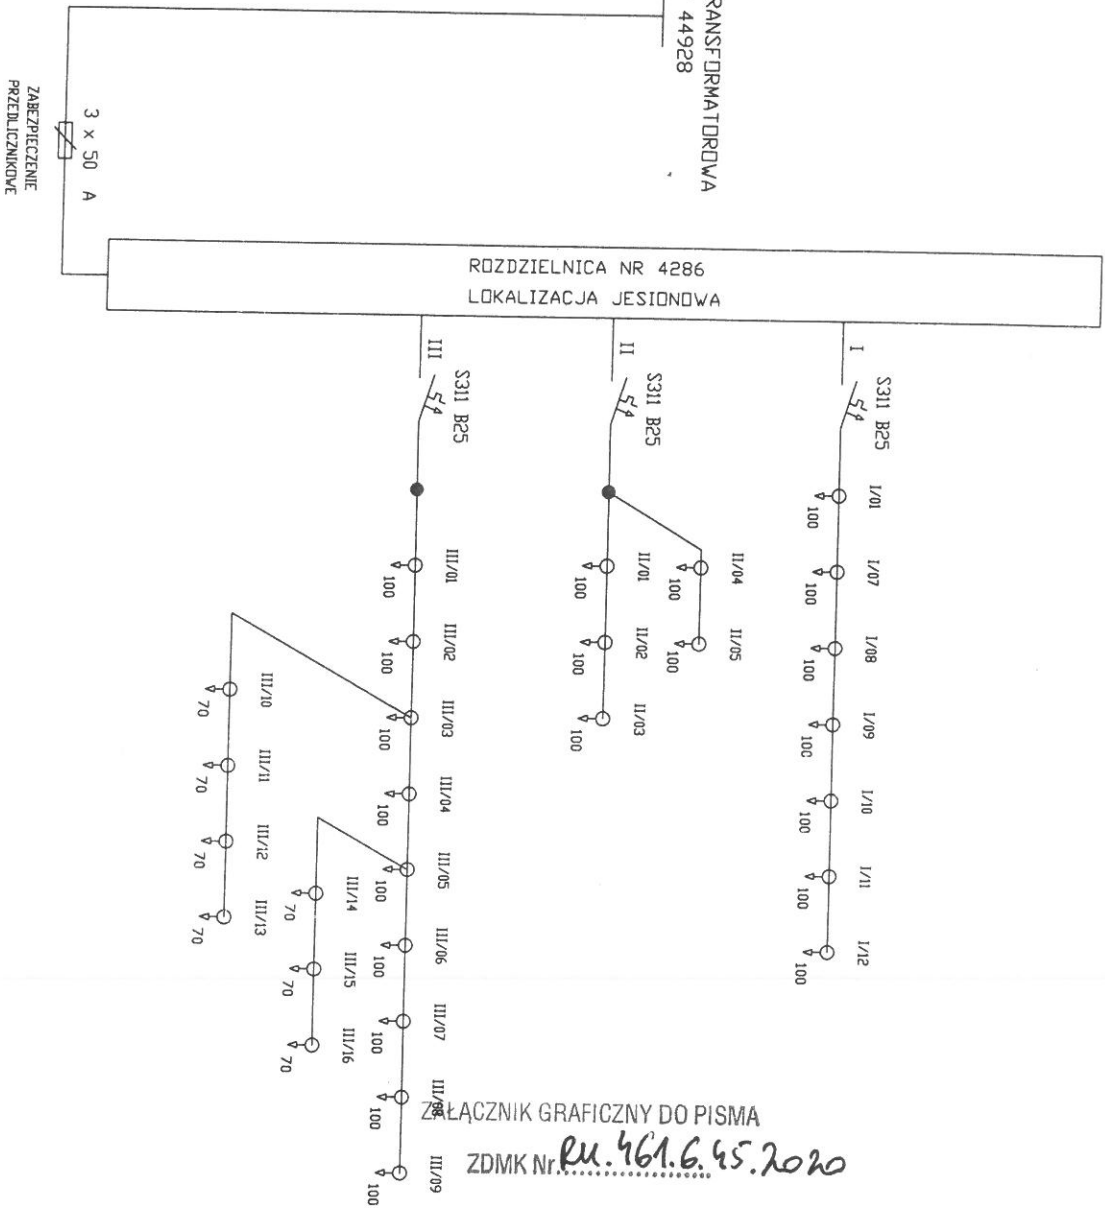 RANSFORMATOROWA
44928
3 x 50 A
ZABEZPIECZENIE
PRZEDLICZNIKOWE
ROZDZIELNICA NR 4286
LOKALIZACJA JESIONOWA
I
S311 B25
I/01
100
I/07
100
I/08
100
I/09
100
I/10
100
I/11
100
I/12
100
II
S311 B25
II/04
100
II/05
100
II/01
100
II/02
100
II/03
100
III
S311 B25
III/01
100
III/02
100
III/03
100
III/04
100
III/05
100
III/06
100
III/07
100
III/08
100
III/09
100
III/10
70
III/11
70
III/12
70
III/13
70
III/14
70
III/15
70
III/16
70
ZAŁĄCZNIK GRAFICZNY DO PISMA
ZDMK Nr. RU.461.6.45.2020